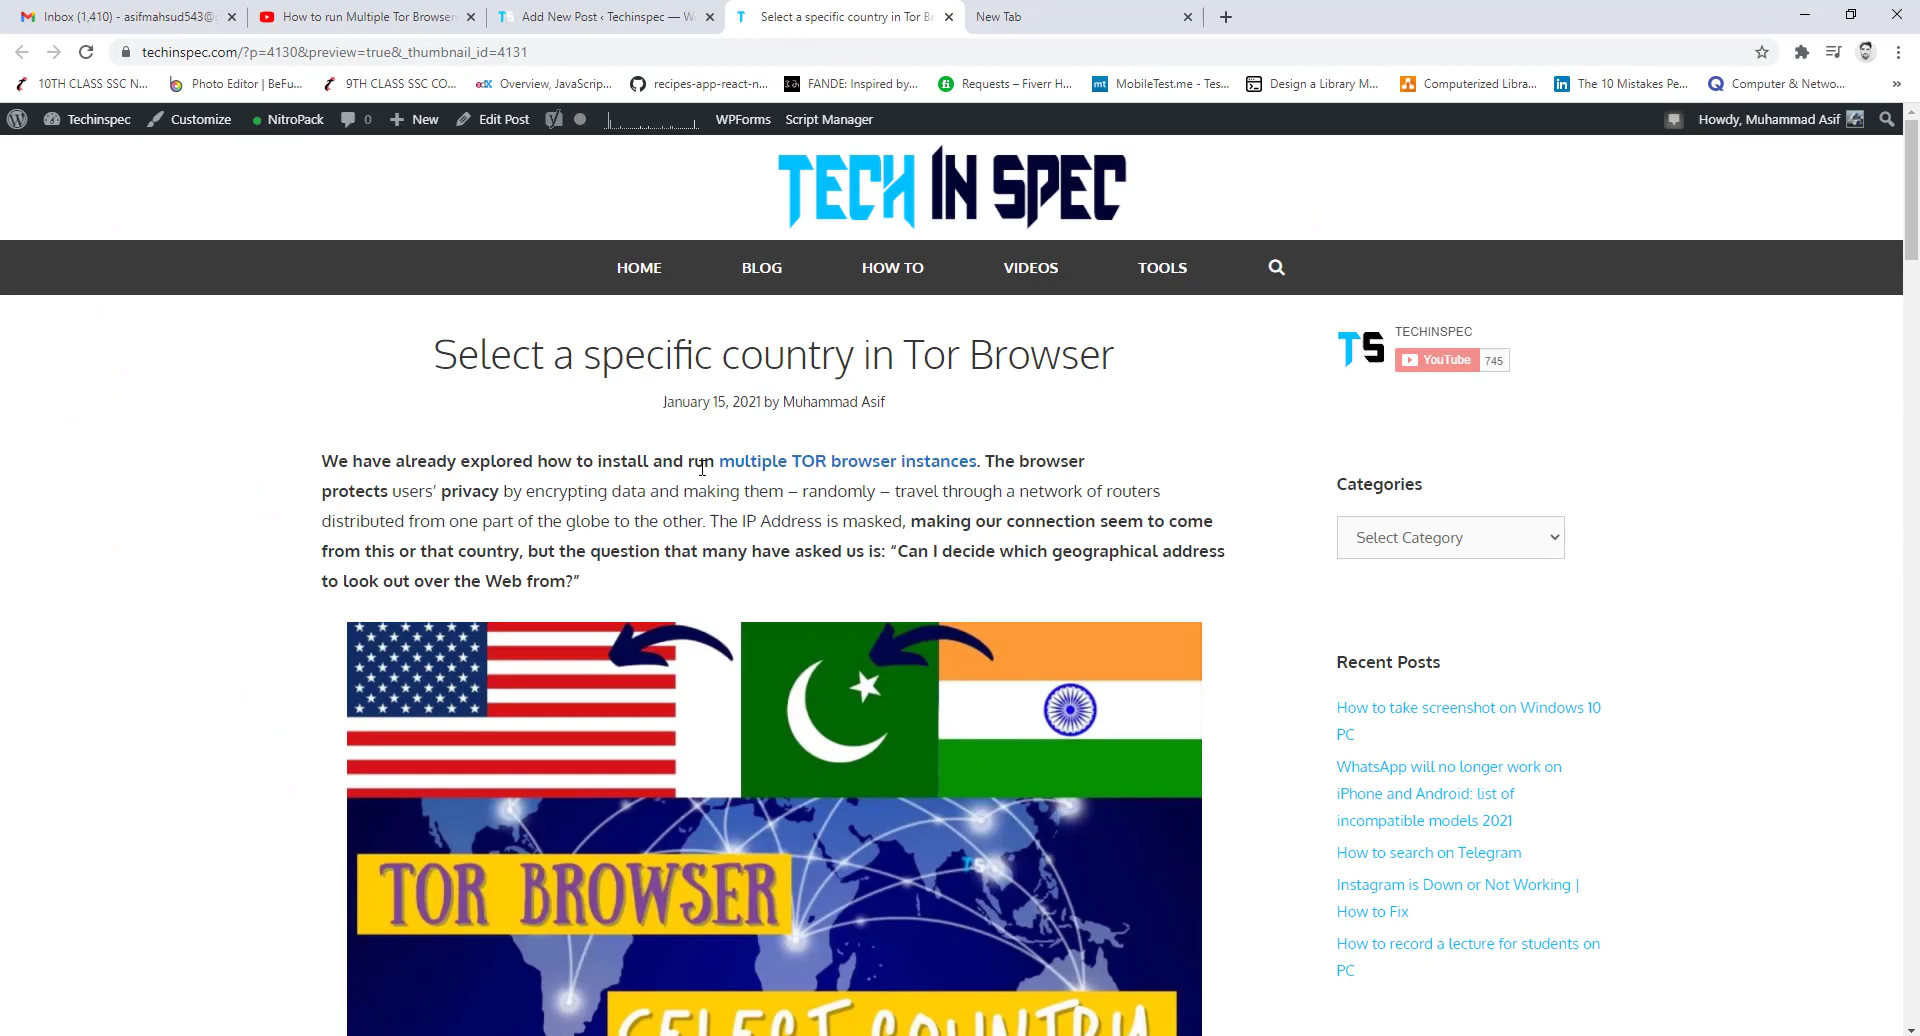 Inbox (1,410) - asifmahsud543@
How to run Multiple Tor Browser
Add New Post ‹ Techinspec — W
Select a specific country in Tor Br
New Tab
techinspec.com/?p=4130&preview=true&_thumbnail_id=4131
10TH CLASS SSC N...
Photo Editor | BeFu...
9TH CLASS SSC CO...
edX
Overview, JavaScrip...
recipes-app-react-n...
FANDE: Inspired by...
Requests – Fiverr H...
mt
MobileTest.me - Tes...
Design a Library M...
Computerized Libra...
in
The 10 Mistakes Pe...
Computer & Netwo...
»
Techinspec
Customize
NitroPack
0
New
Edit Post
WPForms
Script Manager
Howdy, Muhammad Asif
TECH IN SPEC
HOME
BLOG
HOW TO
VIDEOS
TOOLS
Select a specific country in Tor Browser
January 15, 2021 by Muhammad Asif
We have already explored how to install and run multiple TOR browser instances. The browser
protects users’ privacy by encrypting data and making them – randomly – travel through a network of routers
distributed from one part of the globe to the other. The IP Address is masked, making our connection seem to come
from this or that country, but the question that many have asked us is: “Can I decide which geographical address
to look out over the Web from?”
TS
TOR BROWSER
SELECT COUNTRY
TS
TECHINSPEC
YouTube
745
Categories
Select Category
Recent Posts
How to take screenshot on Windows 10
PC
WhatsApp will no longer work on
iPhone and Android: list of
incompatible models 2021
How to search on Telegram
Instagram is Down or Not Working |
How to Fix
How to record a lecture for students on
PC